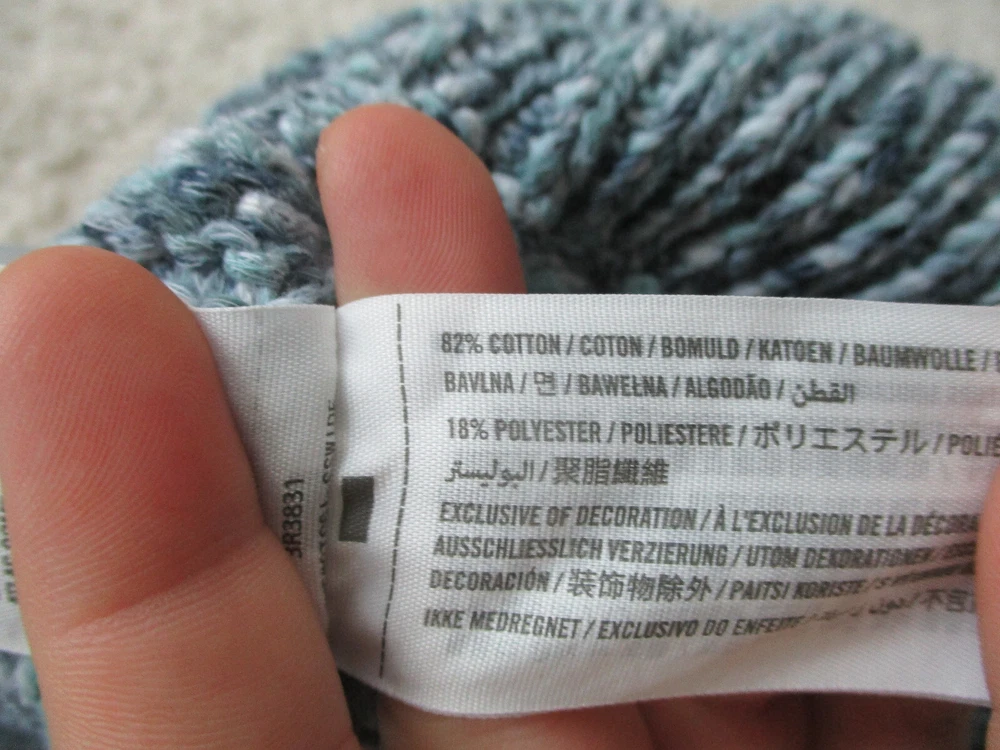 82% COTTON / COTON / BOMULD / KATOEN / BAUMWOLLE /
BAVLNA / 면 / BAWEŁNA / ALGODÃO / القطن
18% POLYESTER / POLIESTERE / ポリエステル /
البوليستر / 聚脂纖維
EXCLUSIVE OF DECORATION / À L'EXCLUSION DE LA
AUSSCHLIESSLICH VERZIERUNG / UTOM DEKORATIONEN /
DECORACIÓN / 装饰物除外 / PAITSI KORISTE /
IKKE MEDREGNET / EXCLUSIVO DO ENFEITE